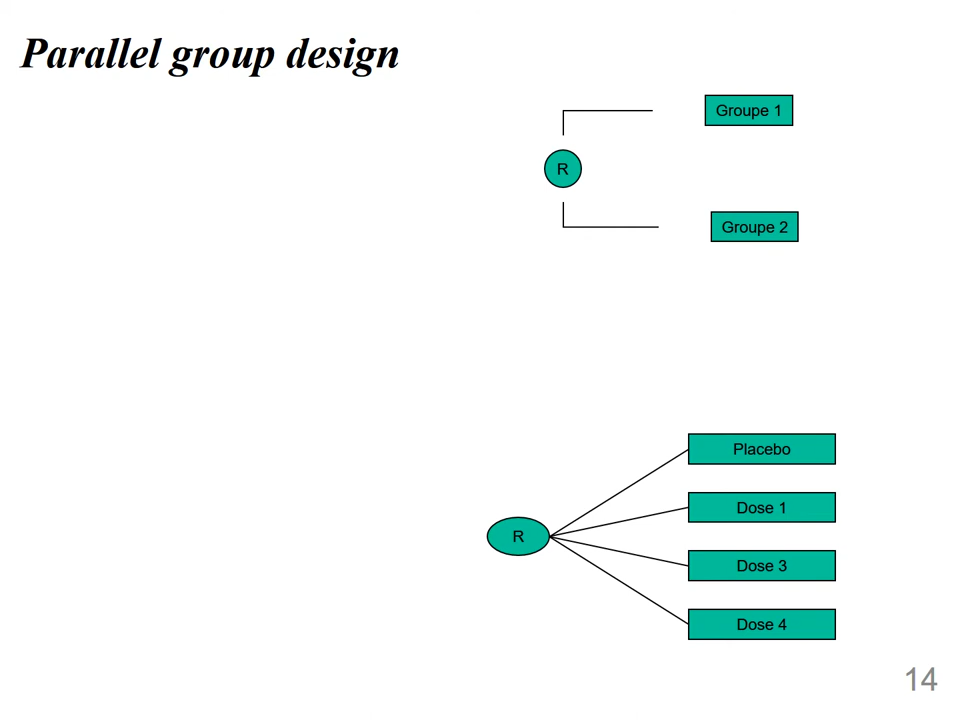 Parallel group design
Groupe 1
R
Groupe 2
Placebo
Dose 1
R
Dose 3
Dose 4
14